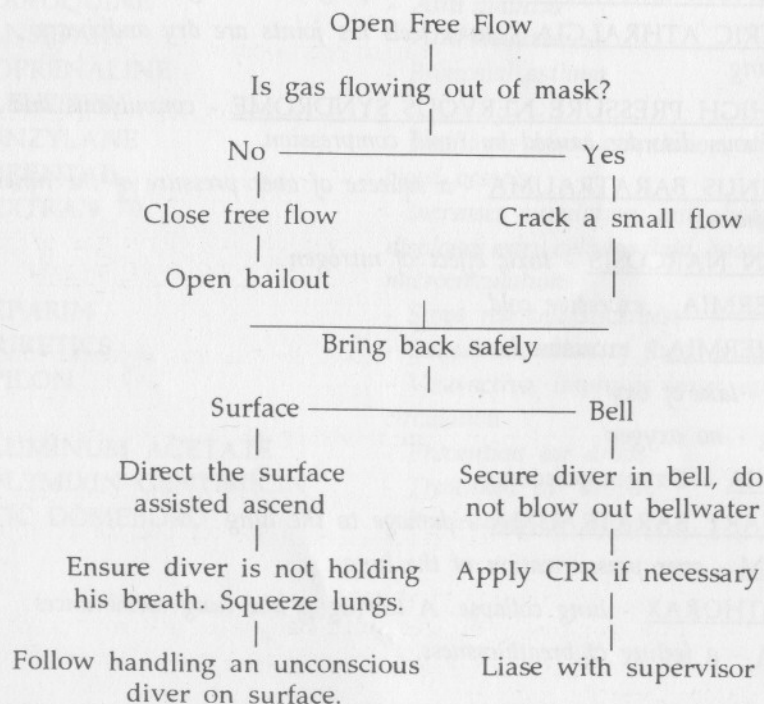 Open Free Flow
Is gas flowing out of mask?
No Yes
Close free flow Crack a small flow
Open bailout
Bring back safely
Surface Bell
Direct the surface Secure diver in bell, do
assisted ascend not blow out bellwater
Ensure diver is not holding Apply CPR if necessary
his breath. Squeeze lungs.
Follow handling an unconscious Liase with supervisor
diver on surface.